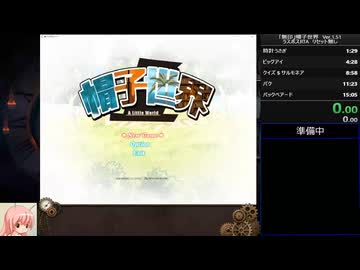 帽子世界
A Little World
New Game
Option
Exit
「無印」帽子世界 Ver_1.51
ラスボスRTA リセット無し
時計うさぎ 1:29
ビッグアイ 4:28
クイズ&サルモネア 8:58
バク 11:23
バックベアード 15:05
0.00
0.00
準備中